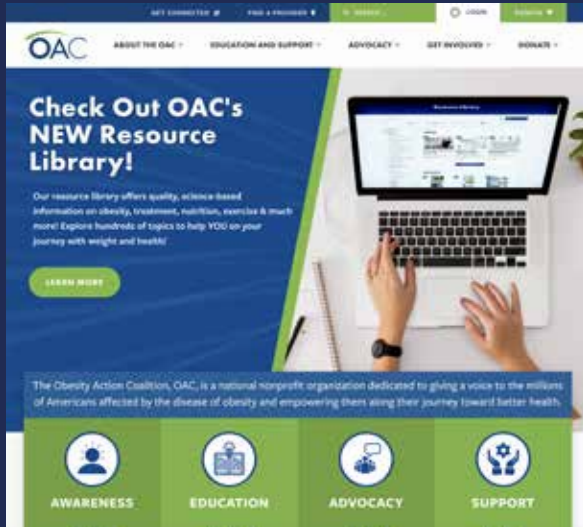 GET CONNECTED
FIND A PROVIDER
SEARCH...
LOGIN
DONATE
OAC
ABOUT THE OAC
EDUCATION AND SUPPORT
ADVOCACY
GET INVOLVED
DONATE
Check Out OAC's
NEW Resource
Library!
Our resource library offers quality, science-based
information on obesity, treatment, nutrition, exercise & much
more! Explore hundreds of topics to help YOU on your
journey with weight and health!
LEARN MORE
Resource Library
The Obesity Action Coalition, OAC, is a national nonprofit organization dedicated to giving a voice to the millions
of Americans affected by the disease of obesity and empowering them along their journey toward better health.
AWARENESS
EDUCATION
ADVOCACY
SUPPORT